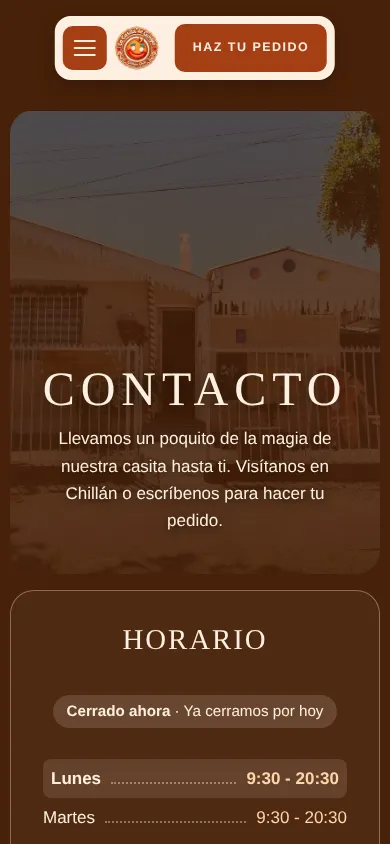 HAZ TU PEDIDO
CONTACTO
Llevamos un poquito de la magia de
nuestra casita hasta ti. Visítanos en
Chillán o escríbenos para hacer tu
pedido.
HORARIO
Cerrado ahora · Ya cerramos por hoy
Lunes 9:30 - 20:30
Martes 9:30 - 20:30